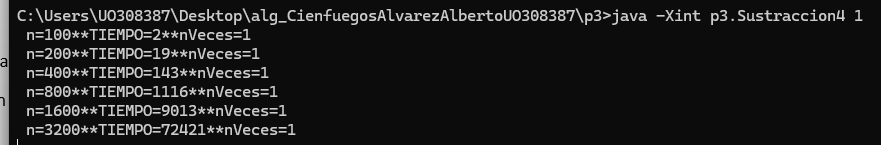 C:\Users\UO308387\Desktop\alg_CienfuegosAlvarezAlbertoUO308387\p3>java -Xint p3.Sustraccion4 1
n=100**TIEMPO=2**nVeces=1
n=200**TIEMPO=19**nVeces=1
n=400**TIEMPO=143**nVeces=1
n=800**TIEMPO=1116**nVeces=1
n=1600**TIEMPO=9013**nVeces=1
n=3200**TIEMPO=72421**nVeces=1